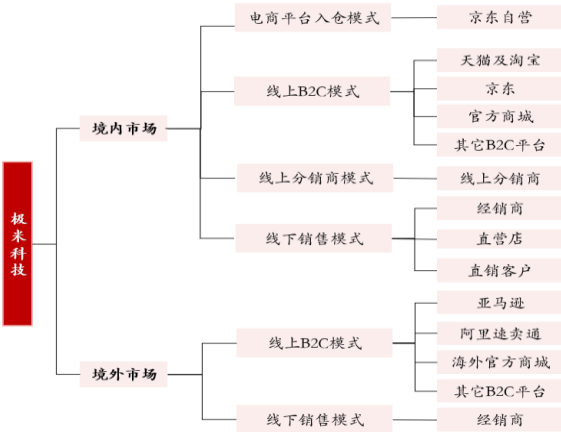 极米科技
境内市场
电商平台入仓模式
京东自营
线上B2C模式
天猫及淘宝
京东
官方商城
其它B2C平台
线上分销商模式
线上分销商
线下销售模式
经销商
直营店
直销客户
境外市场
线上B2C模式
亚马逊
阿里速卖通
海外官方商城
其它B2C平台
线下销售模式
经销商